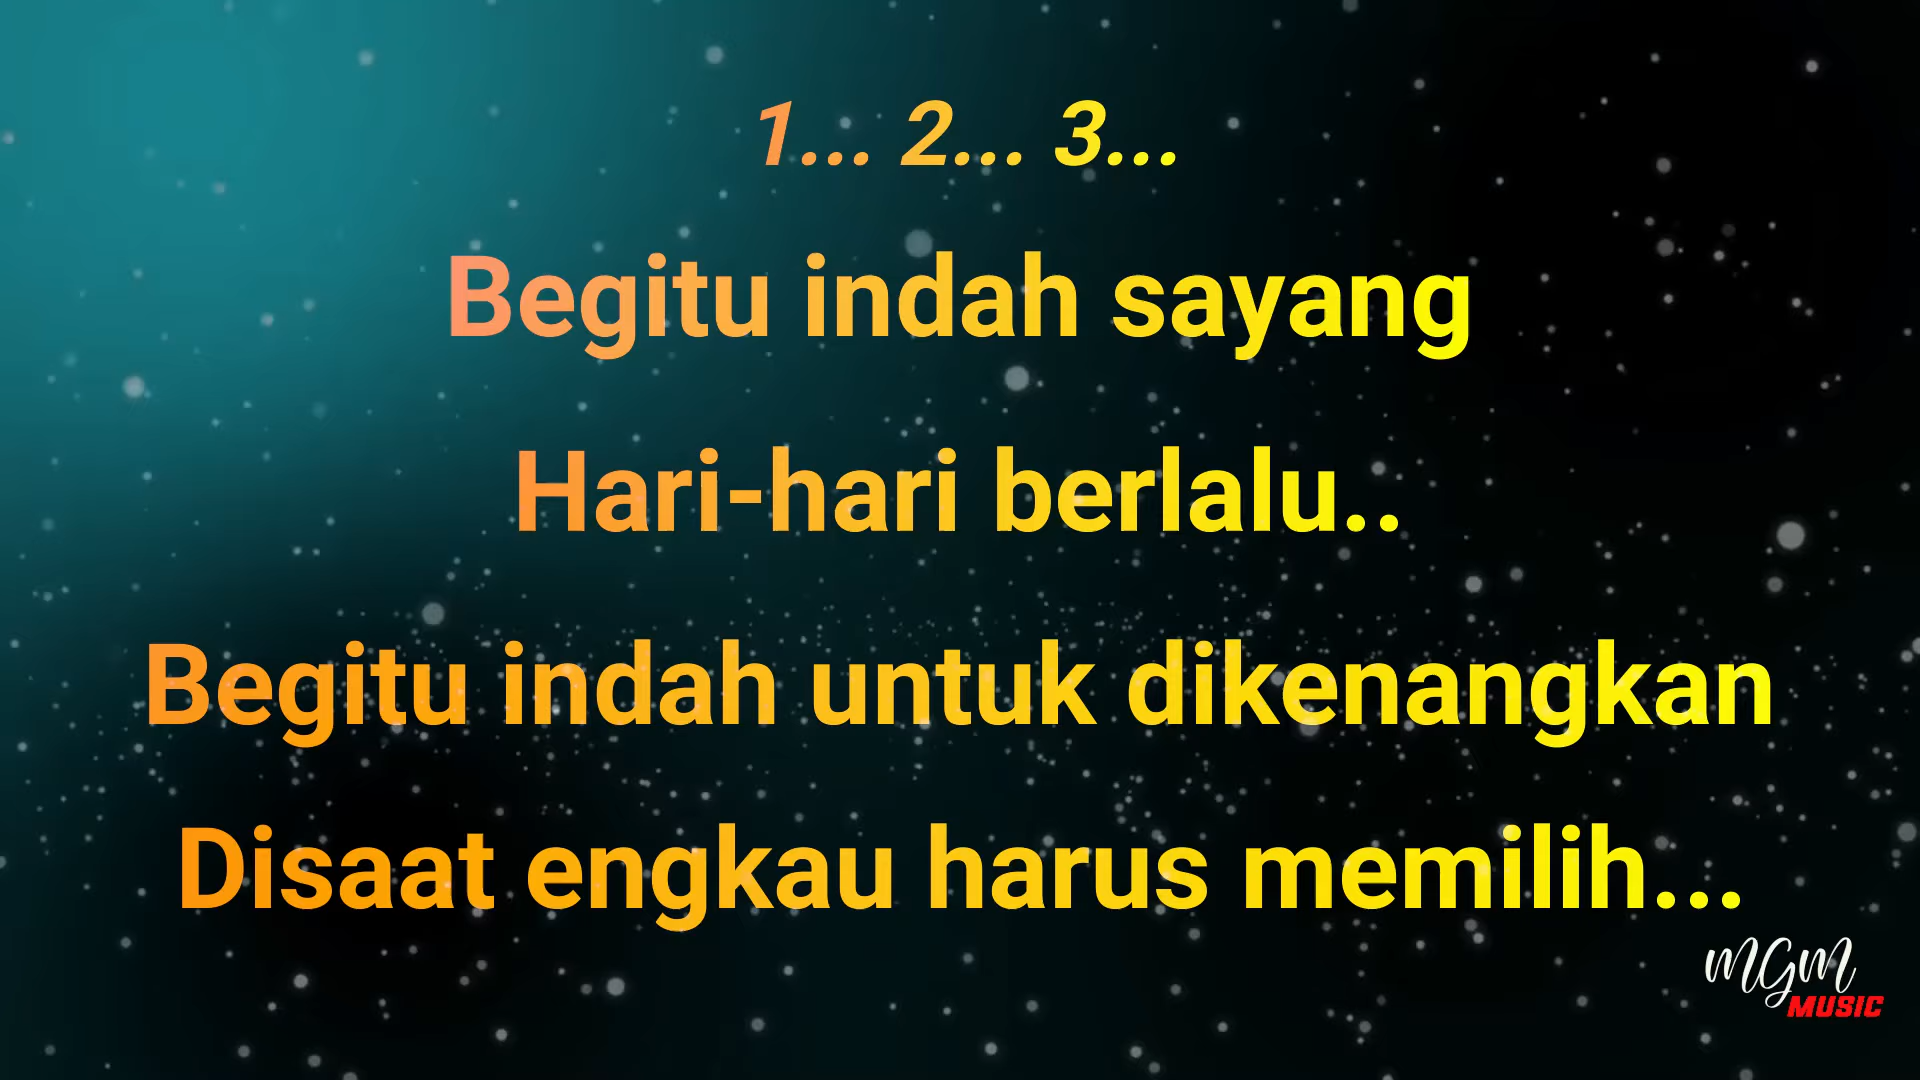 1... 2... 3...
Begitu indah sayang
Hari-hari berlalu..
Begitu indah untuk dikenangkan
Disaat engkau harus memilih...
MGM
MUSIC